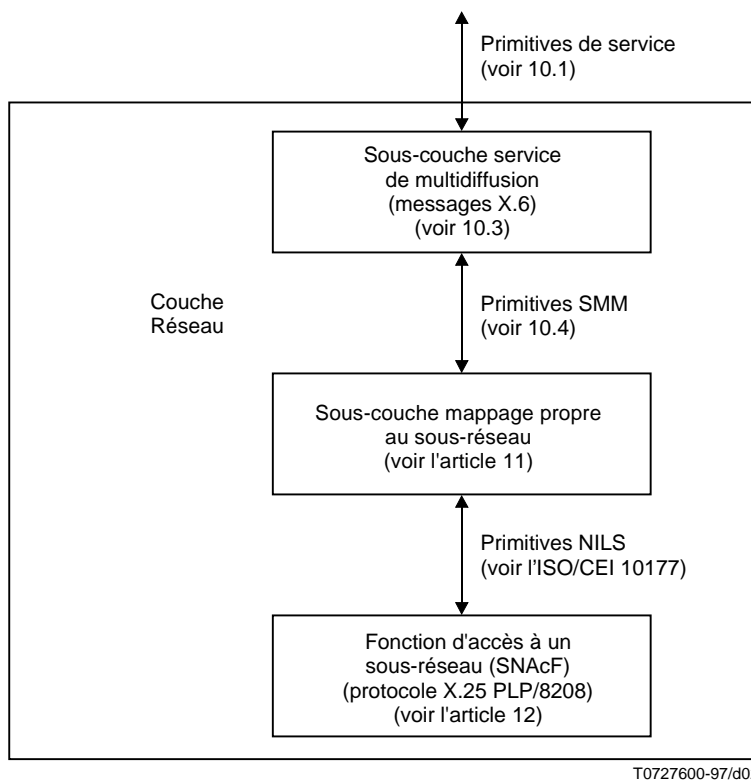 Primitives de service
(voir 10.1)
Sous-couche service
de multidiffusion
(messages X.6)
(voir 10.3)
Couche
Réseau
Primitives SMM
(voir 10.4)
Sous-couche mappage propre
au sous-réseau
(voir l'article 11)
Primitives NILS
(voir l'ISO/CEI 10177)
Fonction d'accès à un
sous-réseau (SNAcF)
(protocole X.25 PLP/8208)
(voir l'article 12)
T0727600-97/d0